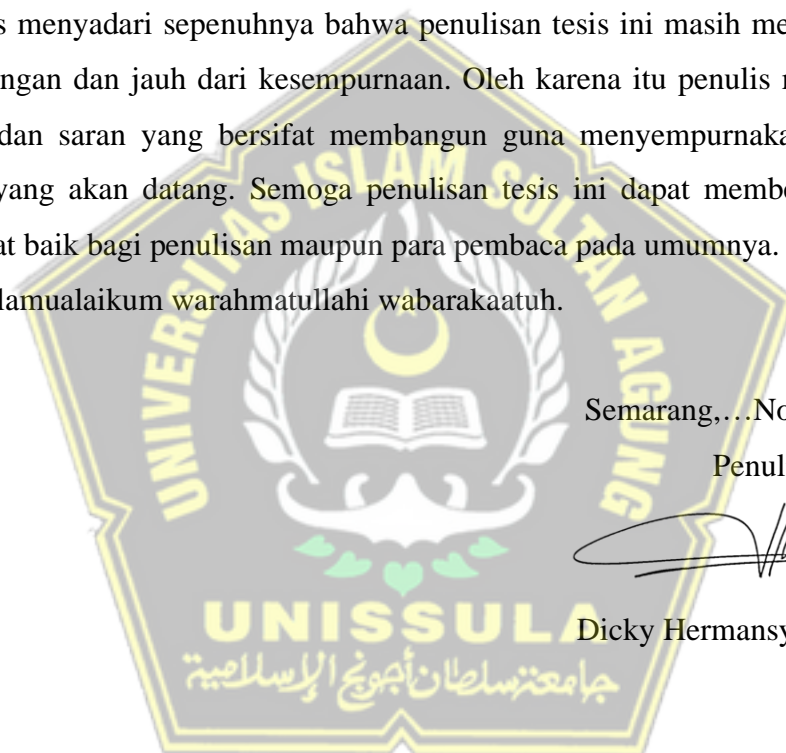 s menyadari sepenuhnya bahwa penulisan tesis ini masih me
ngan dan jauh dari kesempurnaan. Oleh karena itu penulis
dan saran yang bersifat membangun guna menyempurnaka
yang akan datang. Semoga penulisan tesis ini dapat membe
at baik bagi penulisan maupun para pembaca pada umumnya.
lamualaikum warahmatullahi wabarakaatuh.
Semarang,…No
Penul
Dicky Hermansy
UNIVERSITAS ISLAM SULTAN AGUNG
UNISSULA
جامعة سلطان أجونج الإسلامية